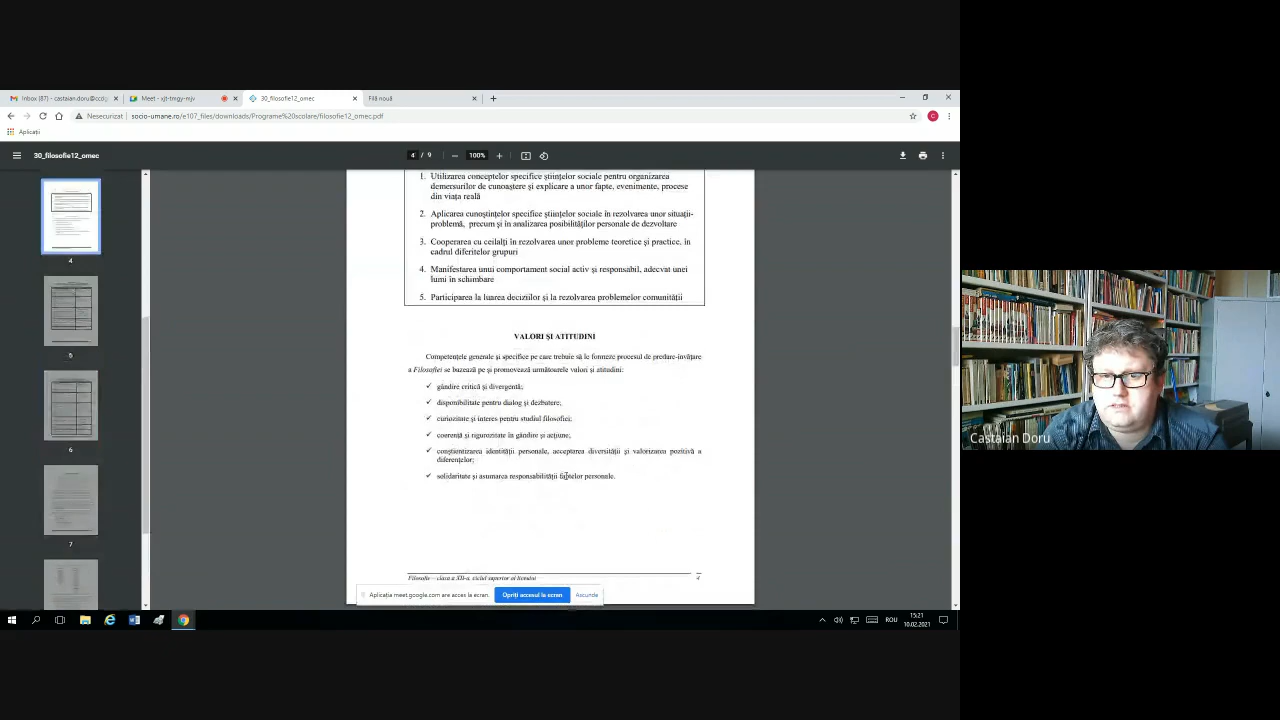 Inbox (87) - castaian.doru@ccdg
Meet - xjt-tmgy-mjv
30_filosofie12_omec
Filă nouă
Nesecurizat
socio-umane.ro/e107_files/downloads/Programe%20scolare/filosofie12_omec.pdf
C
Aplicații
30_filosofie12_omec
4 / 9
100%
1. Utilizarea conceptelor specifice științelor sociale pentru organizarea
demersurilor de cunoaștere și explicare a unor fapte, evenimente, procese
din viața reală
2. Aplicarea cunoștințelor specifice științelor sociale în rezolvarea unor situații-
problemă, precum și în analizarea posibilităților personale de dezvoltare
3. Cooperarea cu ceilalți în rezolvarea unor probleme teoretice și practice, în
cadrul diferitelor grupuri
4. Manifestarea unui comportament social activ și responsabil, adecvat unei
lumi în schimbare
5. Participarea la luarea deciziilor și la rezolvarea problemelor comunității
VALORI ȘI ATITUDINI
Competențele generale și specifice pe care trebuie să le formeze procesul de predare-învățare
a Filosofiei se bazează pe și promovează următoarele valori și atitudini:
✓ gândire critică și divergentă;
✓ disponibilitate pentru dialog și dezbatere;
✓ curiozitate și interes pentru studiul filosofiei;
✓ coerență și rigurozitate în gândire și acțiune;
✓ conștientizarea identității personale, acceptarea diversității și valorizarea pozitivă a
diferențelor;
✓ solidaritate și asumarea responsabilității faptelor personale.
Filosofie – clasa a XII-a, ciclul superior al liceului
4
4
5
6
7
Aplicația meet.google.com are acces la ecran.
Opriți accesul la ecran
Ascunde
ROU
15:21
10.02.2021
Castaian Doru